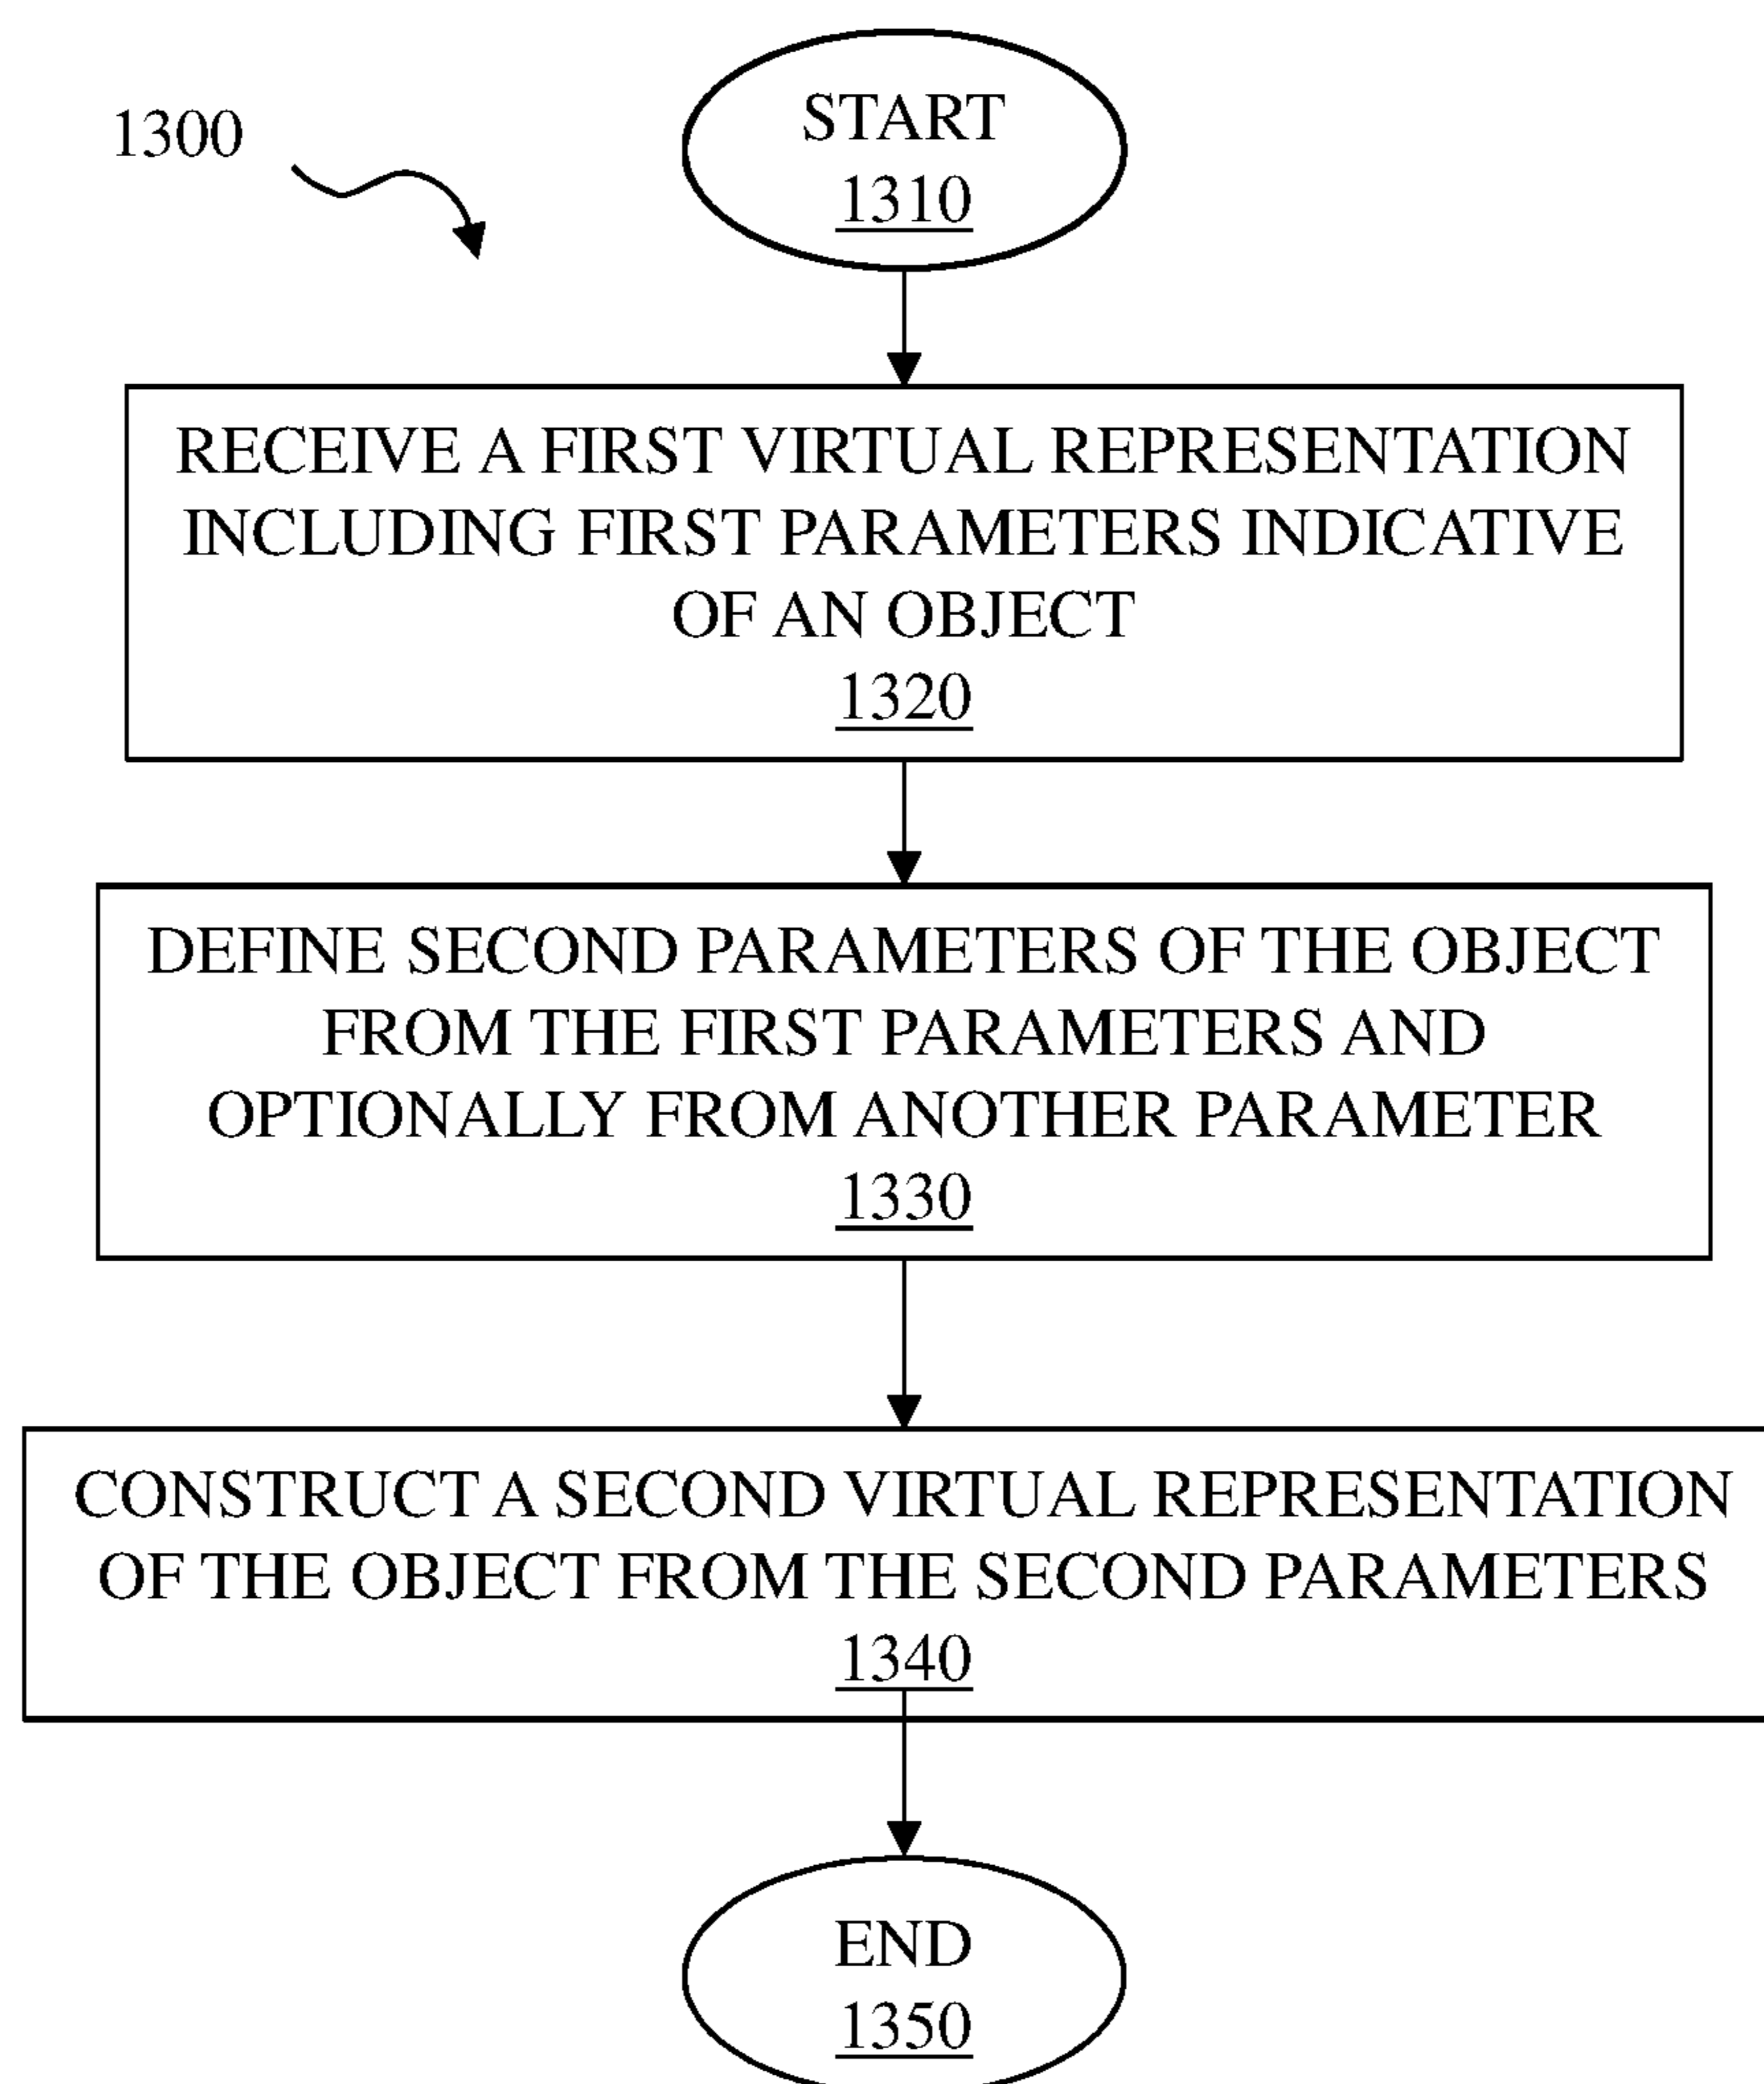 1300
START
1310
RECEIVE A FIRST VIRTUAL REPRESENTATION
INCLUDING FIRST PARAMETERS INDICATIVE
OF AN OBJECT
1320
DEFINE SECOND PARAMETERS OF THE OBJECT
FROM THE FIRST PARAMETERS AND
OPTIONALLY FROM ANOTHER PARAMETER
1330
CONSTRUCT A SECOND VIRTUAL REPRESENTATION
OF THE OBJECT FROM THE SECOND PARAMETERS
1340
END
1350